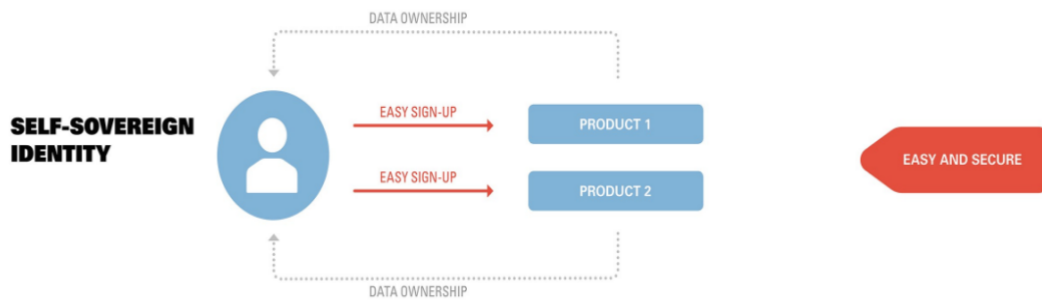 DATA OWNERSHIP
SELF-SOVEREIGN
IDENTITY
EASY SIGN-UP
PRODUCT 1
EASY AND SECURE
EASY SIGN-UP
PRODUCT 2
DATA OWNERSHIP